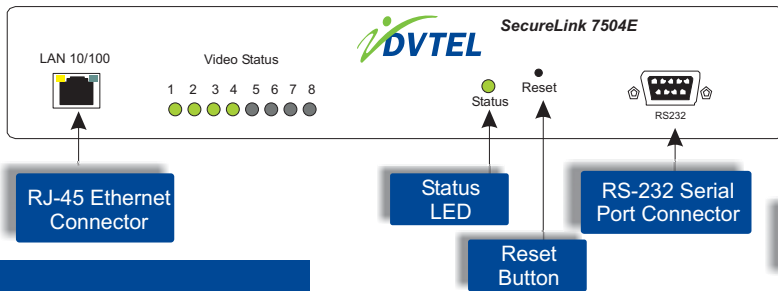 SecureLink 7504E
DVTEL
LAN 10/100
Video Status
1 2 3 4 5 6 7 8
Status
Reset
RS232
RJ-45 Ethernet
Connector
Status
LED
Reset
Button
RS-232 Serial
Port Connector